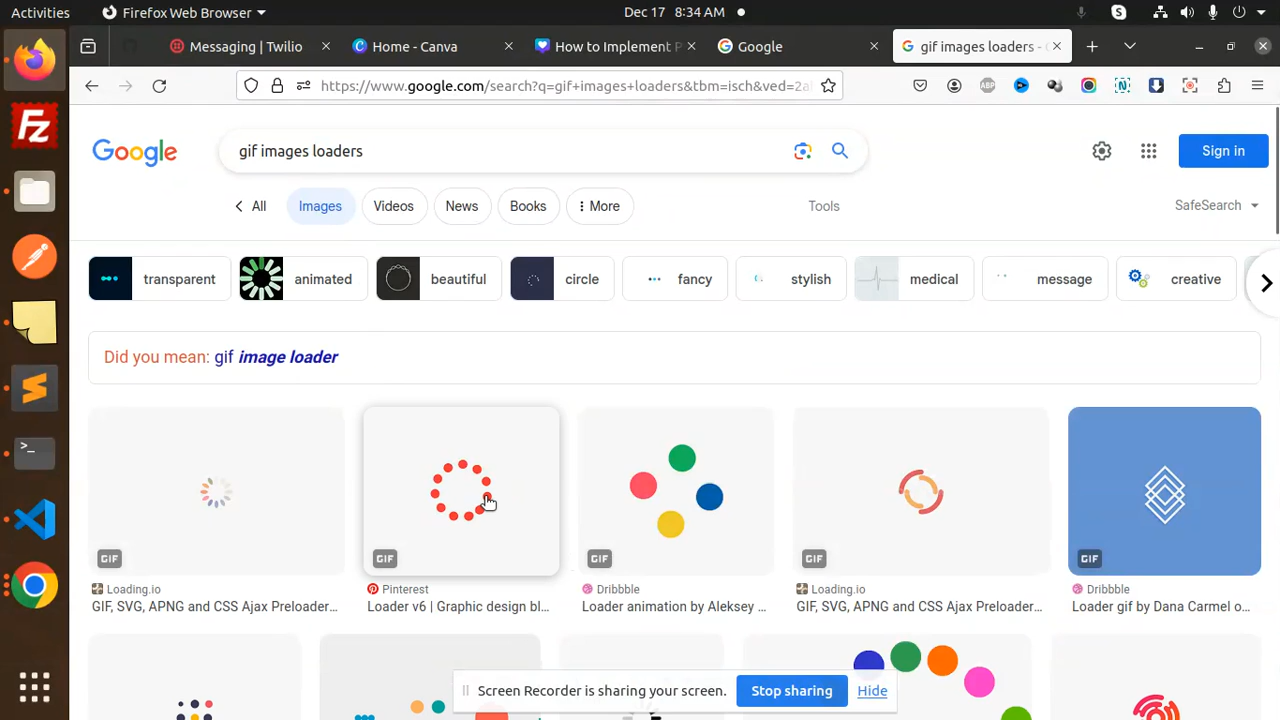 Activities
Firefox Web Browser
Dec 17 8:34 AM
Messaging | Twilio
Home - Canva
How to Implement P
Google
gif images loaders -
https://www.google.com/search?q=gif+images+loaders&tbm=isch&ved=2a
Google
gif images loaders
Sign in
All
Images
Videos
News
Books
More
Tools
SafeSearch
transparent
animated
beautiful
circle
fancy
stylish
medical
message
creative
Did you mean: gif image loader
GIF
GIF
GIF
GIF
GIF
Loading.io
Pinterest
Dribbble
Loading.io
Dribbble
GIF, SVG, APNG and CSS Ajax Preloader...
Loader v6 | Graphic design bl...
Loader animation by Aleksey ...
GIF, SVG, APNG and CSS Ajax Preloader...
Loader gif by Dana Carmel o...
Screen Recorder is sharing your screen.
Stop sharing
Hide